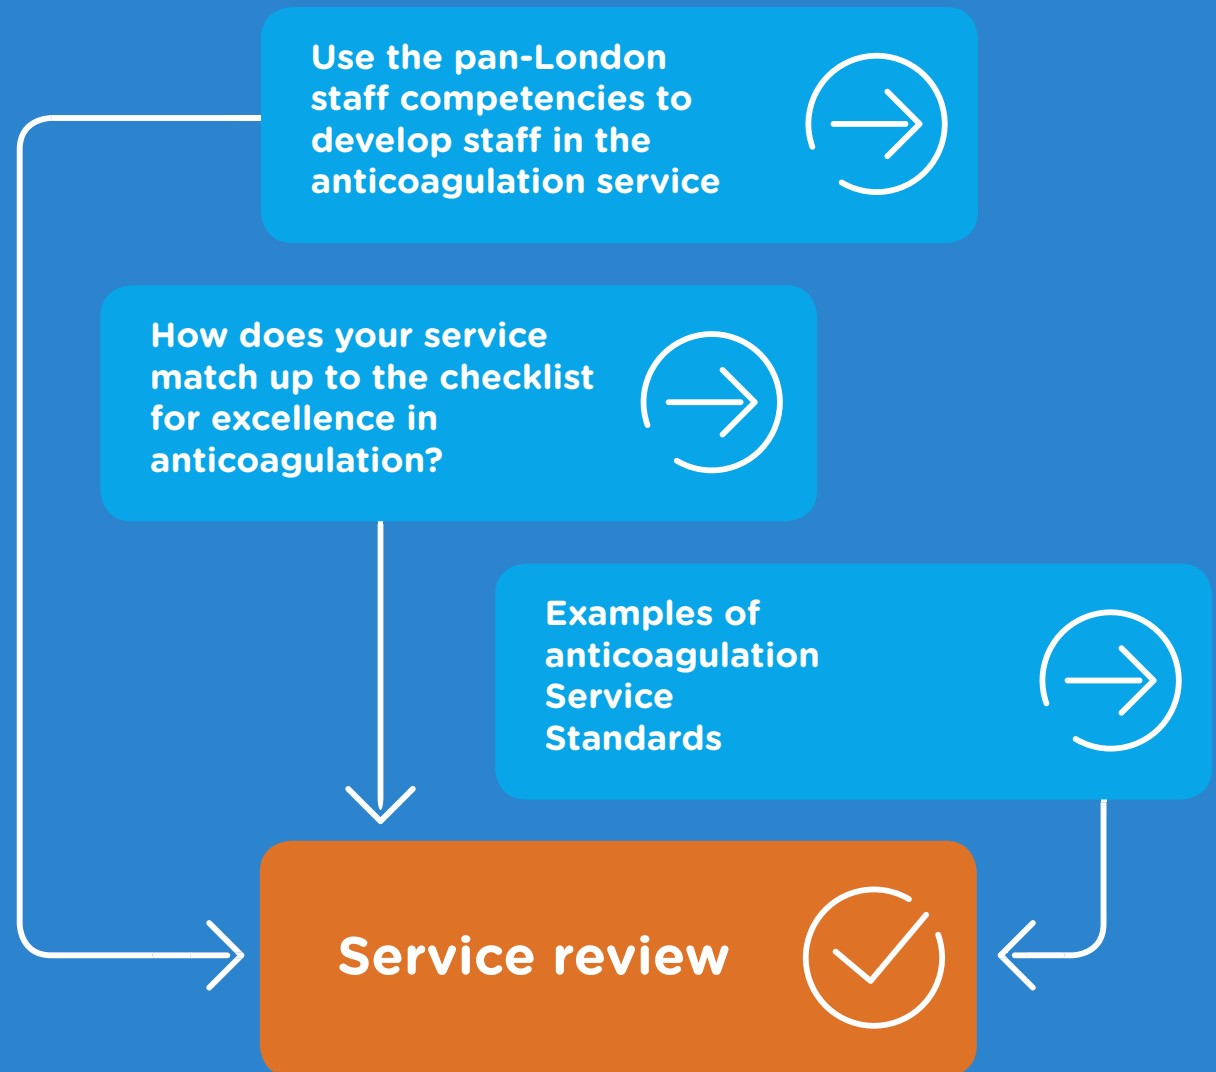 Use the pan-London
staff competencies to
develop staff in the
anticoagulation service
How does your service
match up to the checklist
for excellence in
anticoagulation?
Examples of
anticoagulation
Service
Standards
Service review